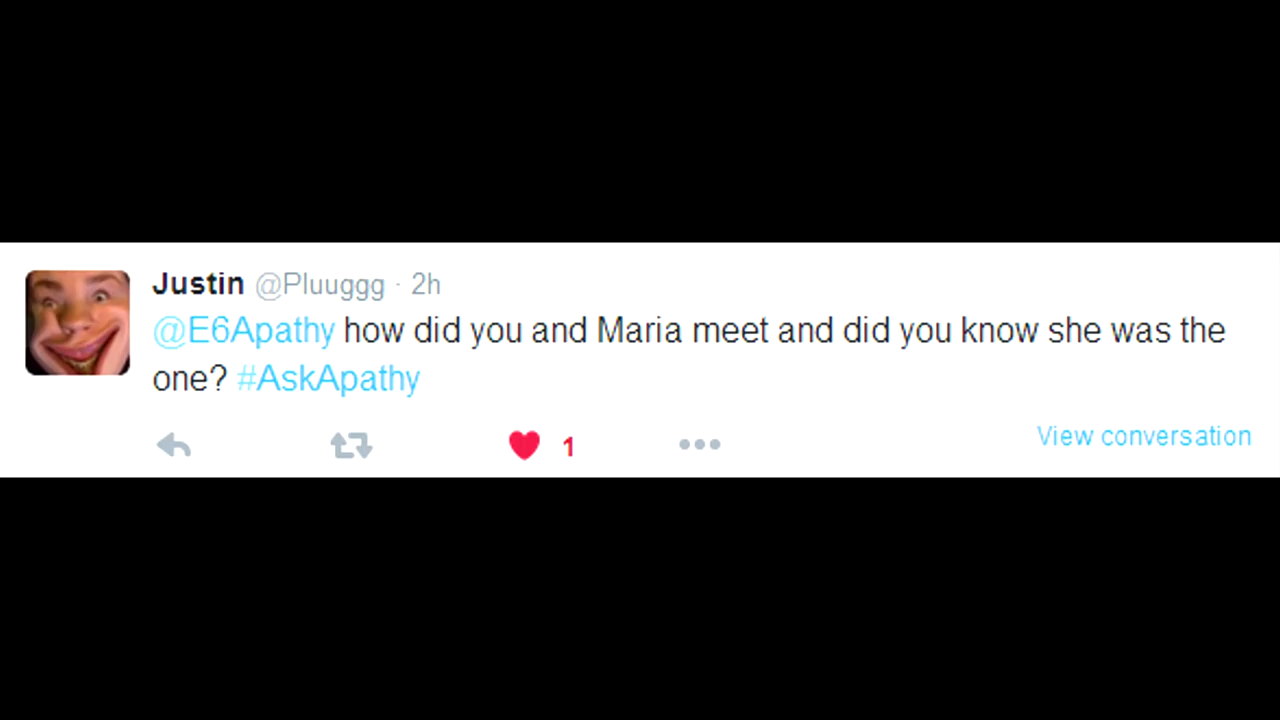 Justin @Pluuggg · 2h
@E6Apathy how did you and Maria meet and did you know she was the
one? #AskApathy
1
View conversation